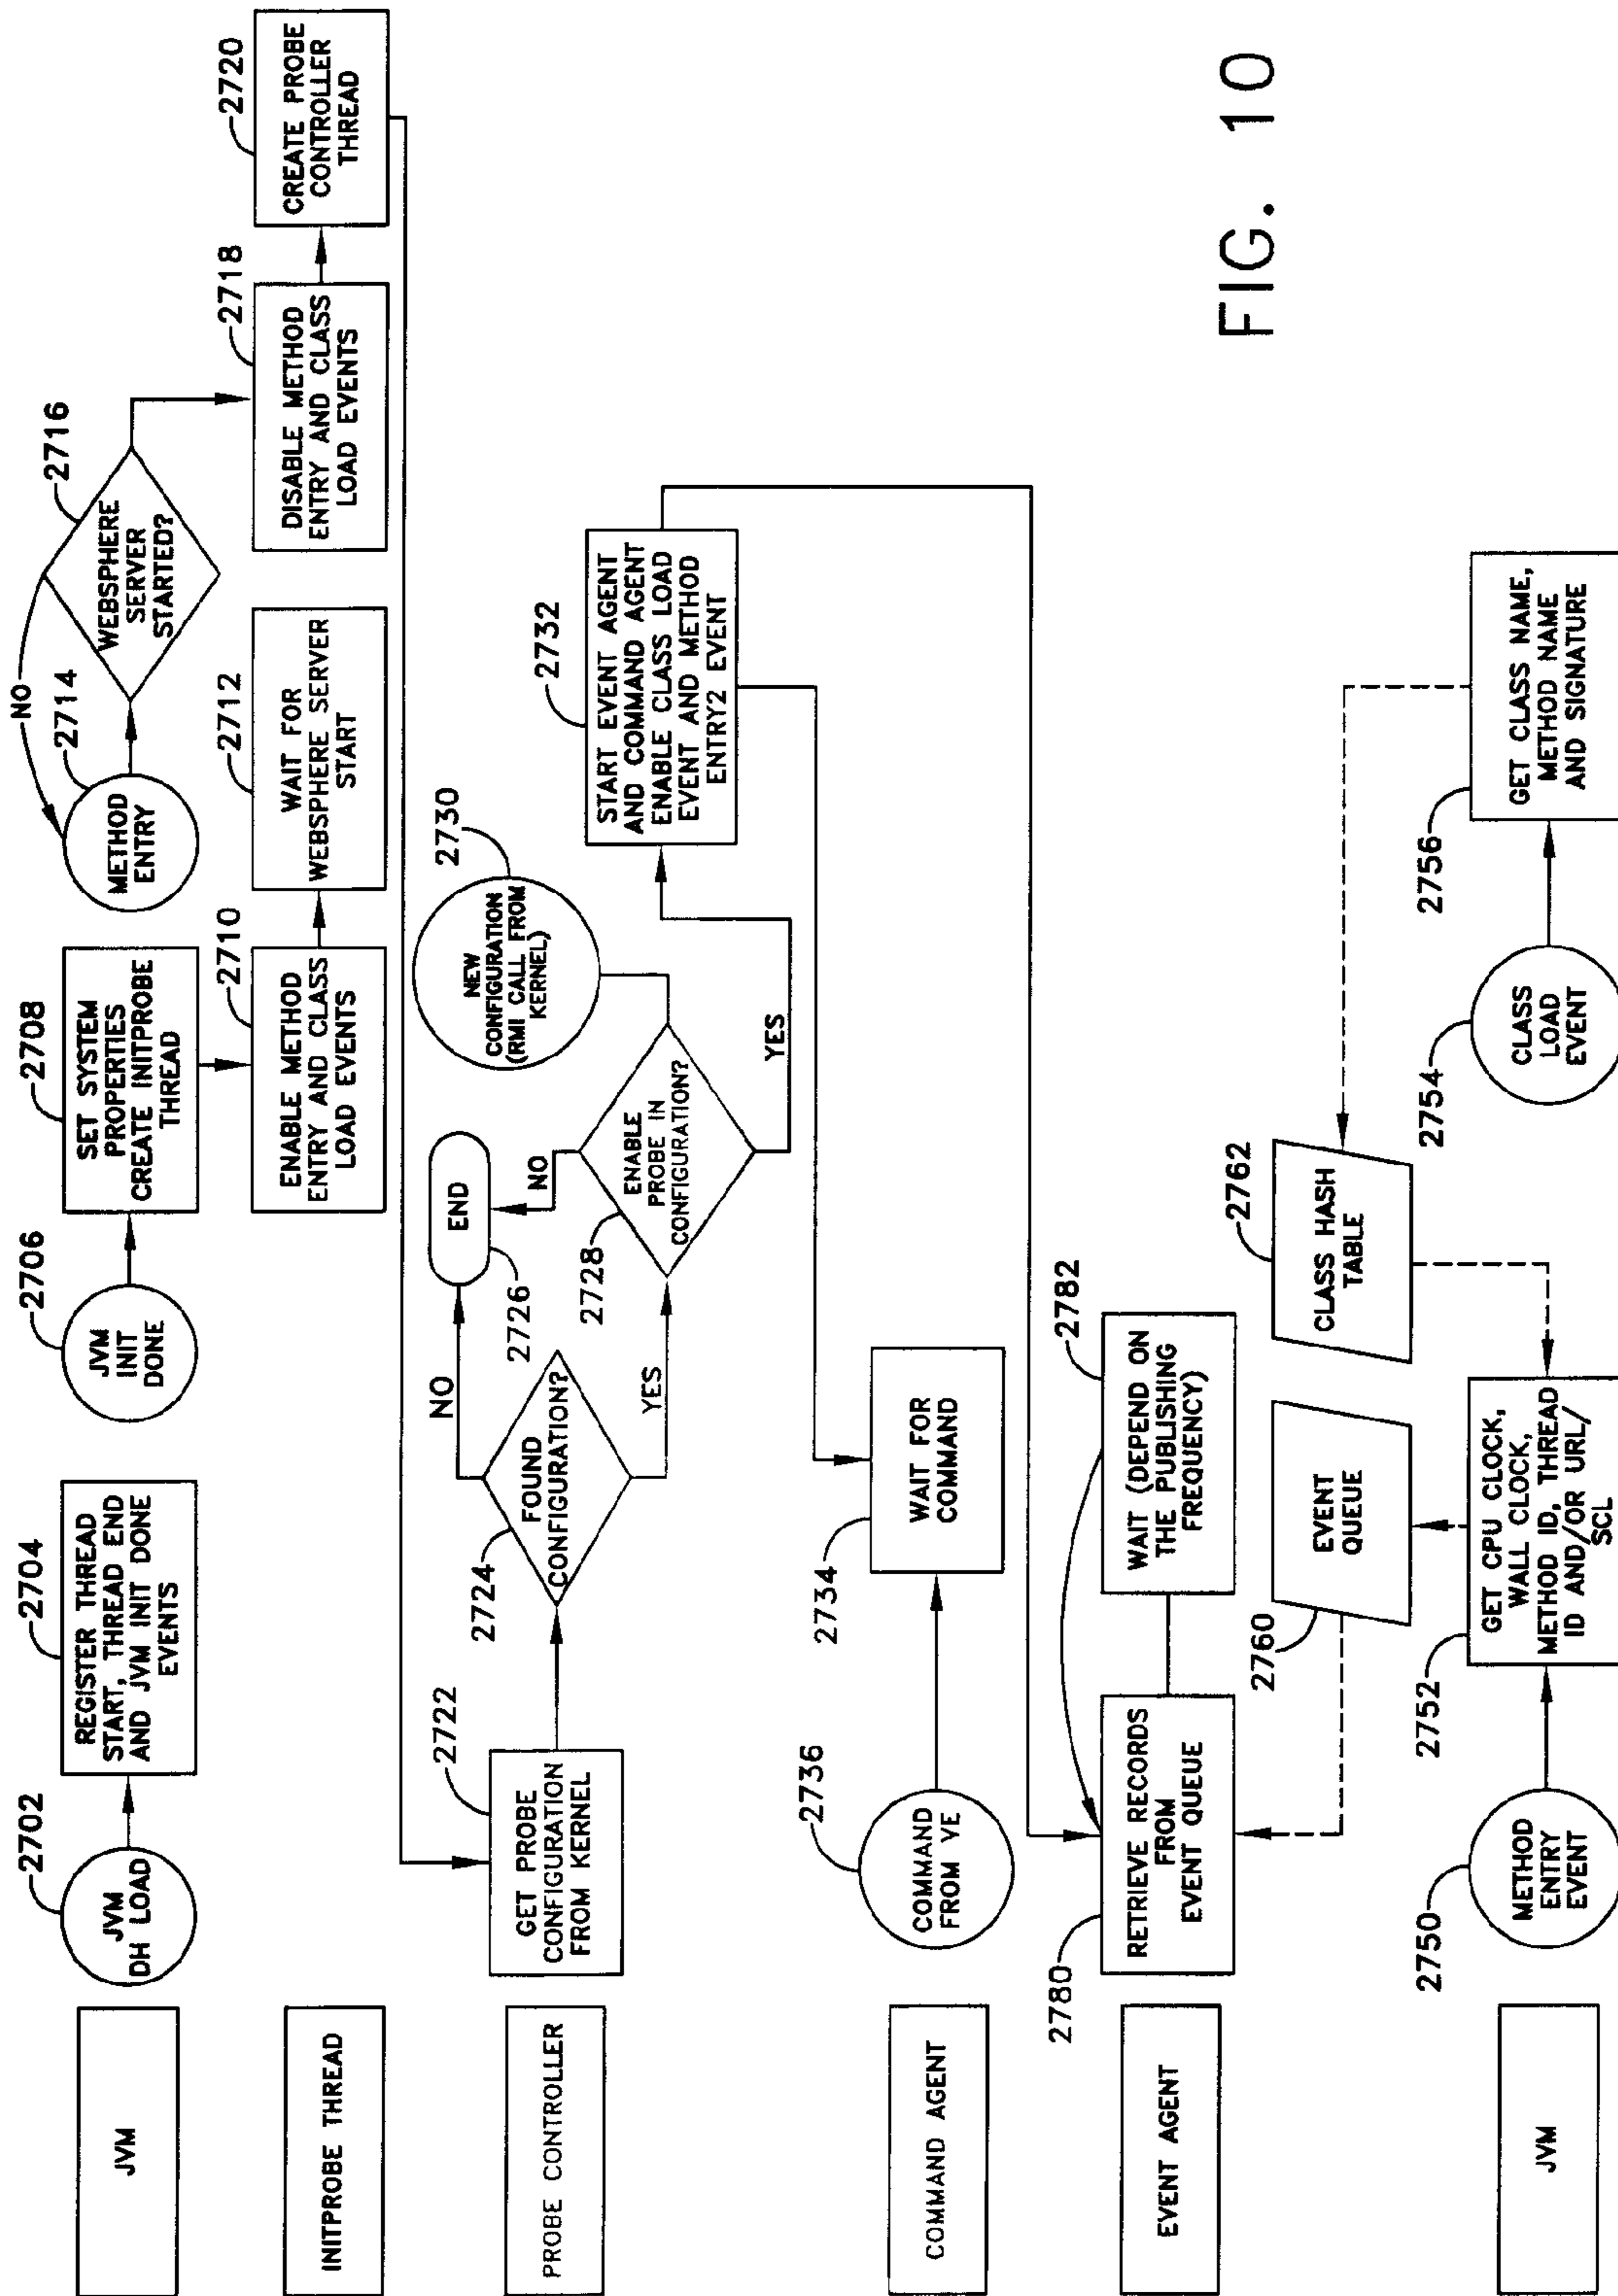 JVM
2702
JVM
DH LOAD
2704
REGISTER THREAD
START, THREAD END
AND JVM INIT DONE
EVENTS
2706
JVM
INIT
DONE
2708
SET SYSTEM
PROPERTIES
CREATE INITPROBE
THREAD
NO
2714
METHOD
ENTRY
2716
WEBSPHERE
SERVER
STARTED?
INITPROBE THREAD
2710
ENABLE METHOD
ENTRY AND CLASS
LOAD EVENTS
2712
WAIT FOR
WEBSPHERE SERVER
START
2718
DISABLE METHOD
ENTRY AND CLASS
LOAD EVENTS
2720
CREATE PROBE
CONTROLLER
THREAD
PROBE CONTROLLER
2722
GET PROBE
CONFIGURATION
FROM KERNEL
2724
FOUND
CONFIGURATION?
NO
YES
END
2726
NO
2728
ENABLE
PROBE IN
CONFIGURATION?
YES
2730
NEW
CONFIGURATION
(RMI CALL FROM
KERNEL)
2732
START EVENT AGENT
AND COMMAND AGENT
ENABLE CLASS LOAD
EVENT AND METHOD
ENTRY2 EVENT
COMMAND AGENT
2736
COMMAND
FROM VE
2734
WAIT FOR
COMMAND
EVENT AGENT
2780
RETRIEVE RECORDS
FROM
EVENT QUEUE
2782
WAIT (DEPEND ON
THE PUBLISHING
FREQUENCY)
2760
EVENT
QUEUE
2762
CLASS HASH
TABLE
JVM
2750
METHOD
ENTRY
EVENT
2752
GET CPU CLOCK,
WALL CLOCK,
METHOD ID, THREAD
ID AND/OR URL/
SCL
2754
CLASS
LOAD
EVENT
2756
GET CLASS NAME,
METHOD NAME
AND SIGNATURE
FIG. 10